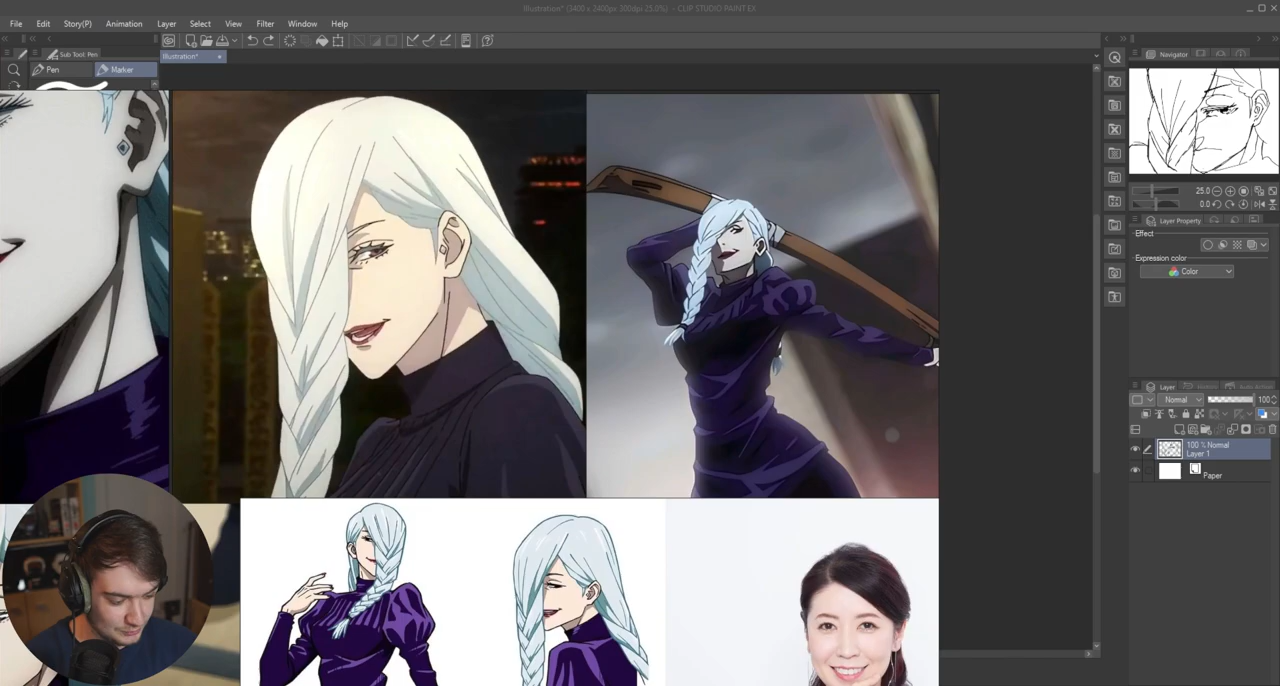 Illustration* (3400 x 2400px 300dpi 25.0%) - CLIP STUDIO PAINT EX
File Edit Story(P) Animation Layer Select View Filter Window Help
Sub Tool: Pen
Illustration*
Navigator
Pen
Marker
25.0
0.0
Layer Property
Effect
Expression color
Color
Layer
Normal
100
100 % Normal
Layer 1
Paper